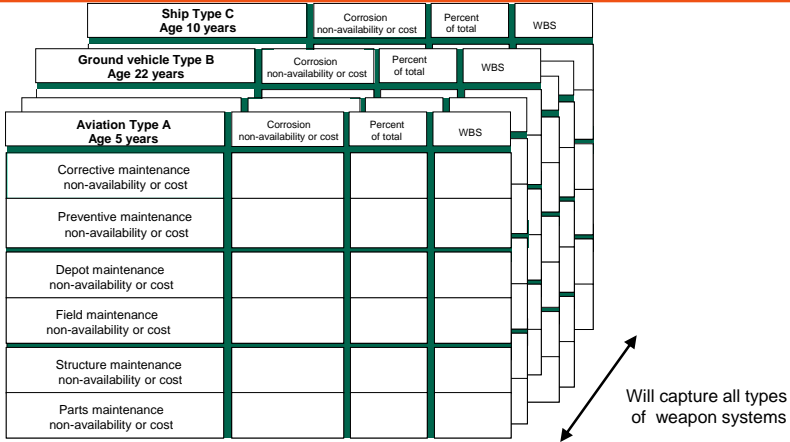 Ship Type C
Age 10 years
Corrosion
non-availability or cost
Percent
of total
WBS
Ground vehicle Type B
Age 22 years
Corrosion
non-availability or cost
Percent
of total
WBS
Aviation Type A
Age 5 years
Corrosion
non-availability or cost
Percent
of total
WBS
Corrective maintenance
non-availability or cost
Preventive maintenance
non-availability or cost
Depot maintenance
non-availability or cost
Field maintenance
non-availability or cost
Structure maintenance
non-availability or cost
Parts maintenance
non-availability or cost
Will capture all types
of weapon systems